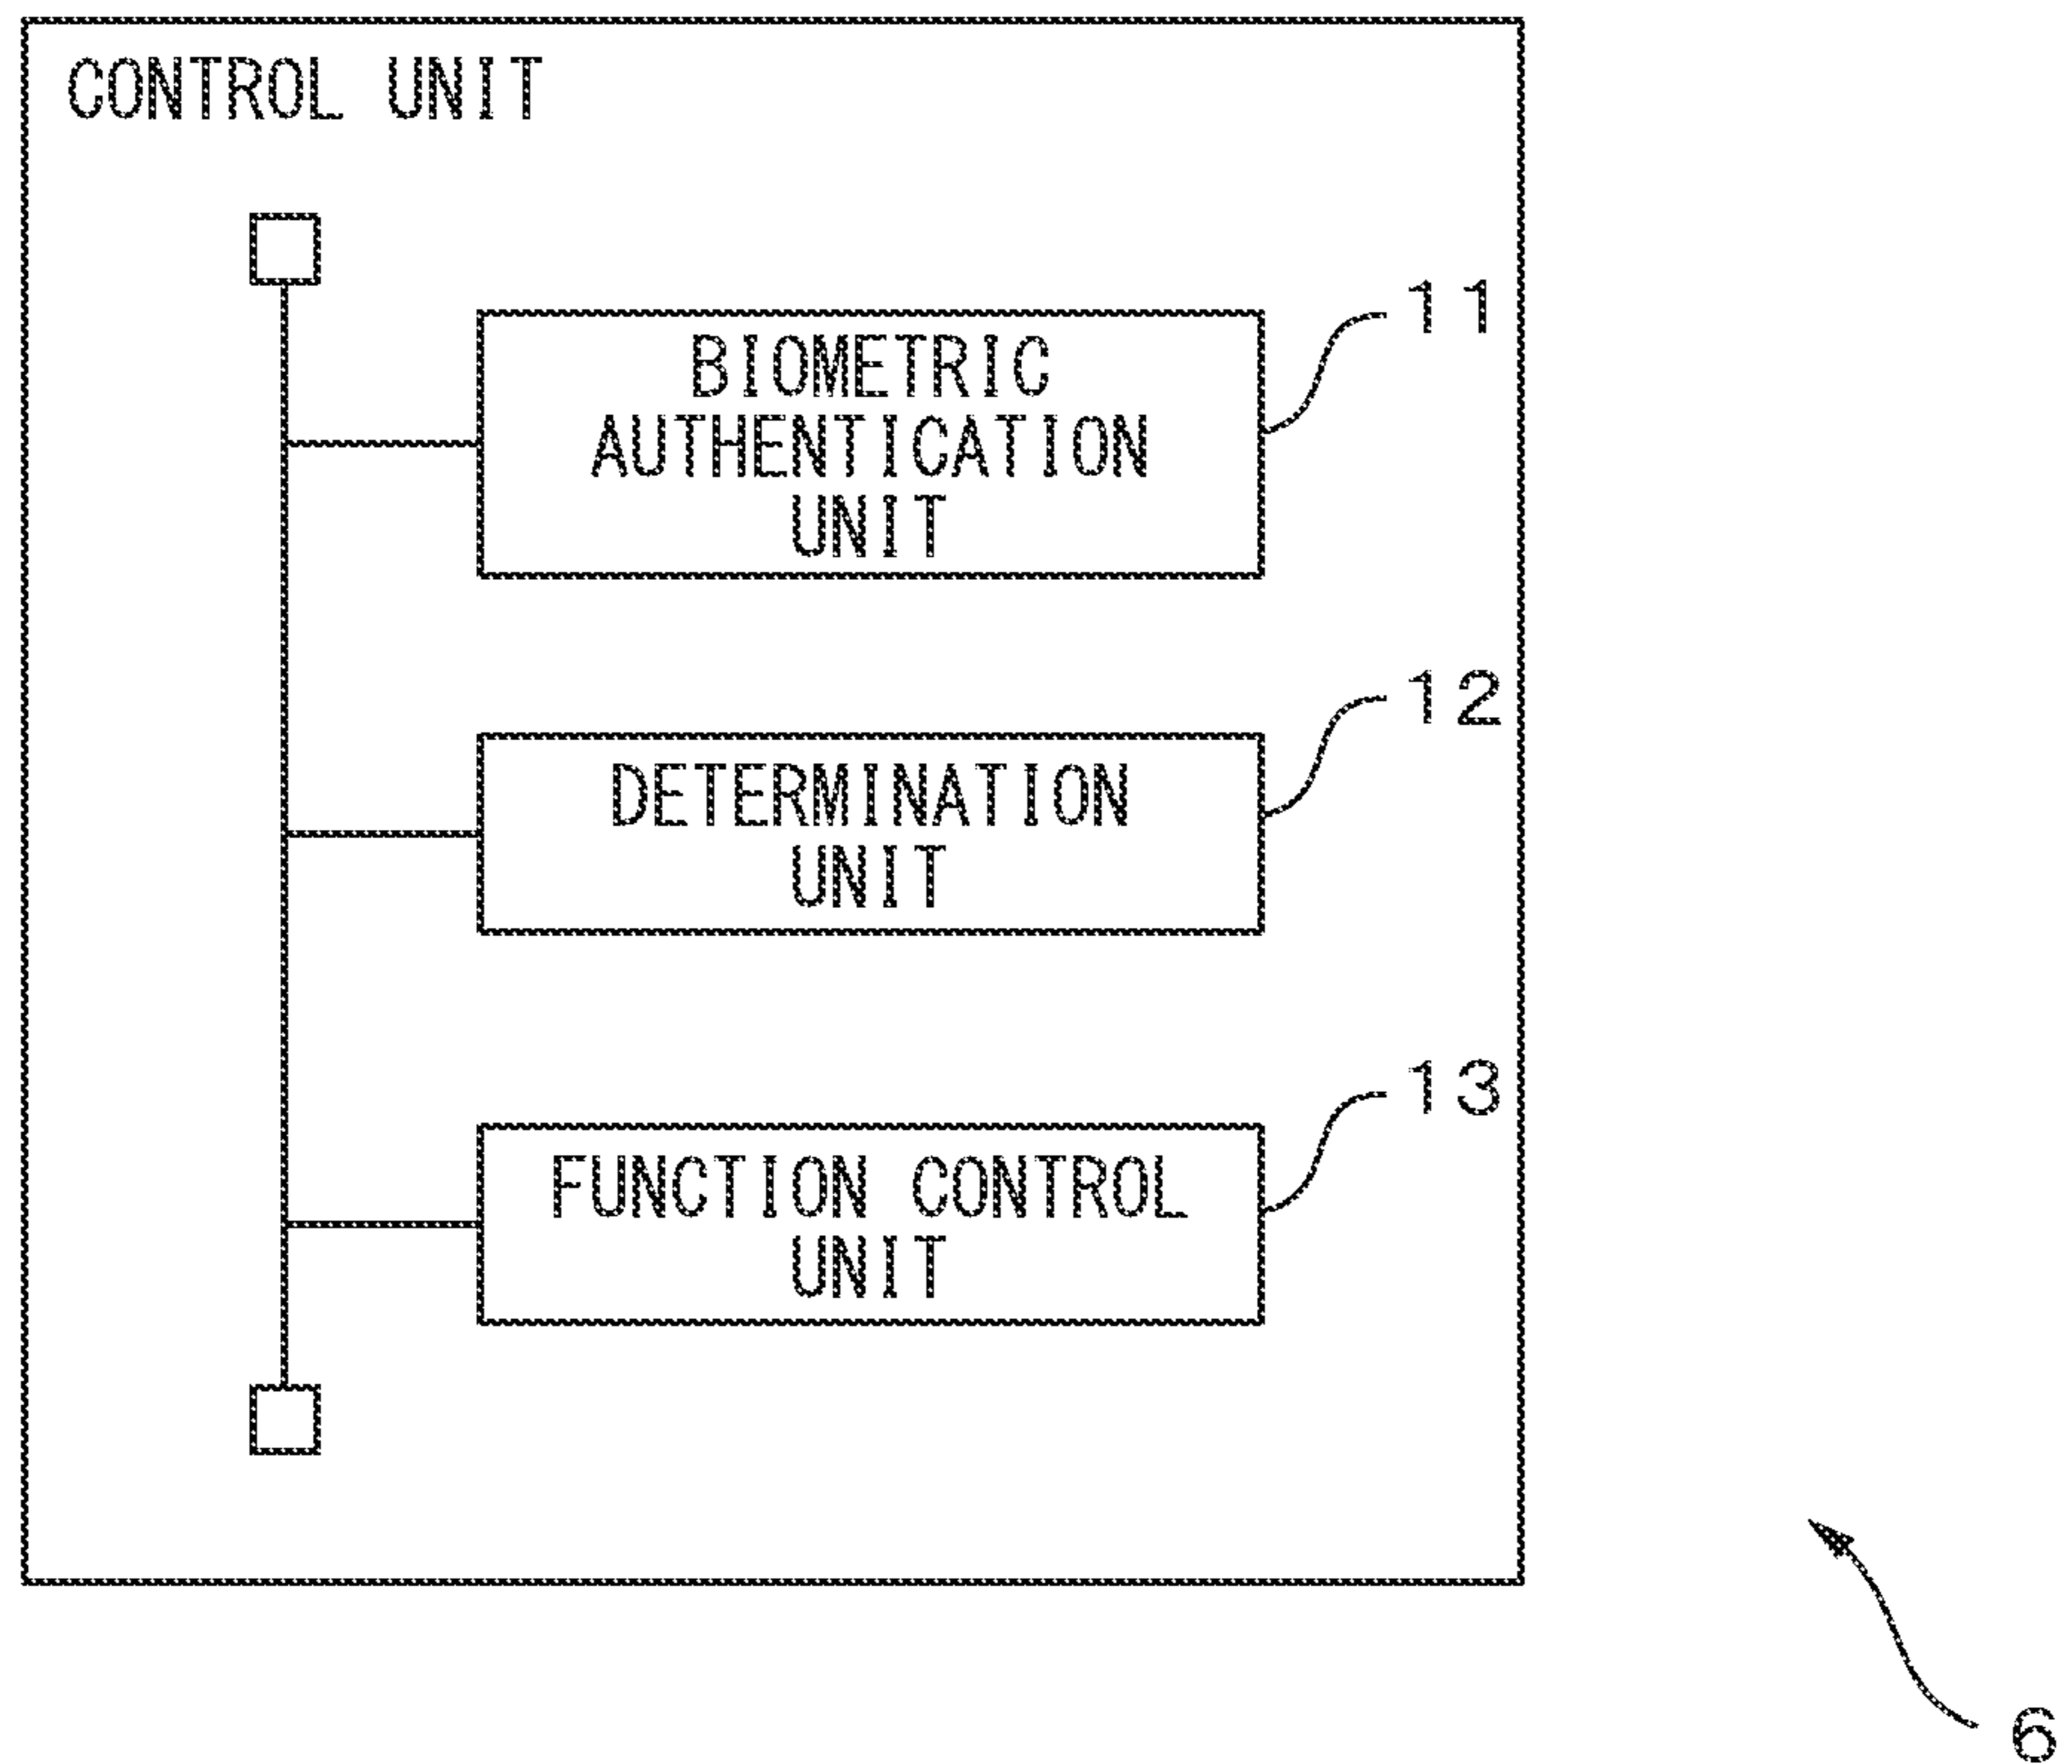 CONTROL UNIT
11
BIOMETRIC
AUTHENTICATION
UNIT
12
DETERMINATION
UNIT
13
FUNCTION CONTROL
UNIT
6